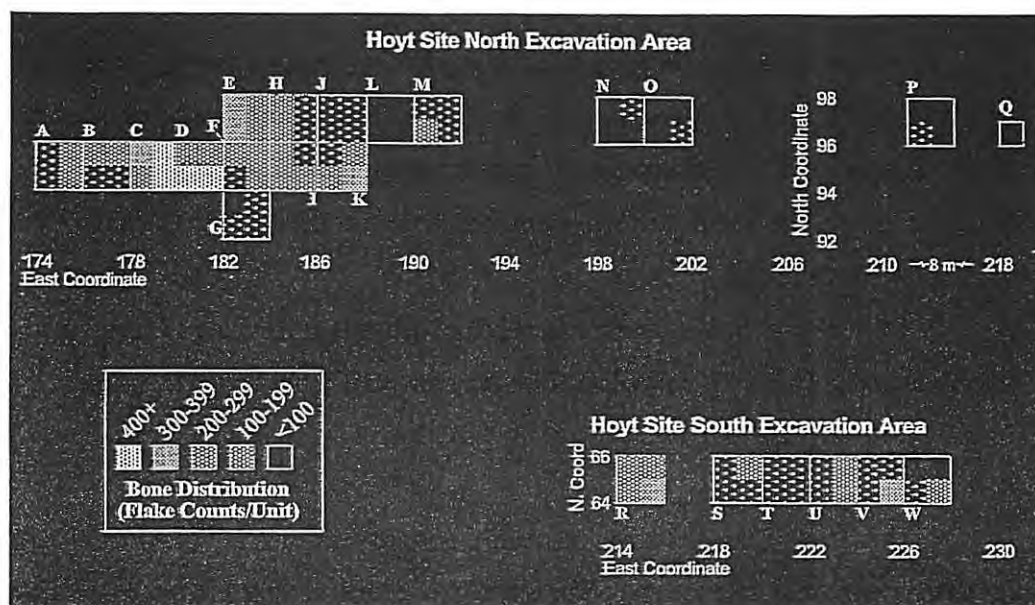 Hoyt Site North Excavation Area
E H J L M N O P
A B C D F Q
I K
G
North Coordinate
98
96
94
92
174 178 182 186 190 194 198 202 206 210 8 m 218
East Coordinate
400+ 300-399 200-299 100-199 <100
Bone Distribution
(Flake Counts/Unit)
Hoyt Site South Excavation Area
N. Coord
66
64
R S T U V W
214 218 222 226 230
East Coordinate